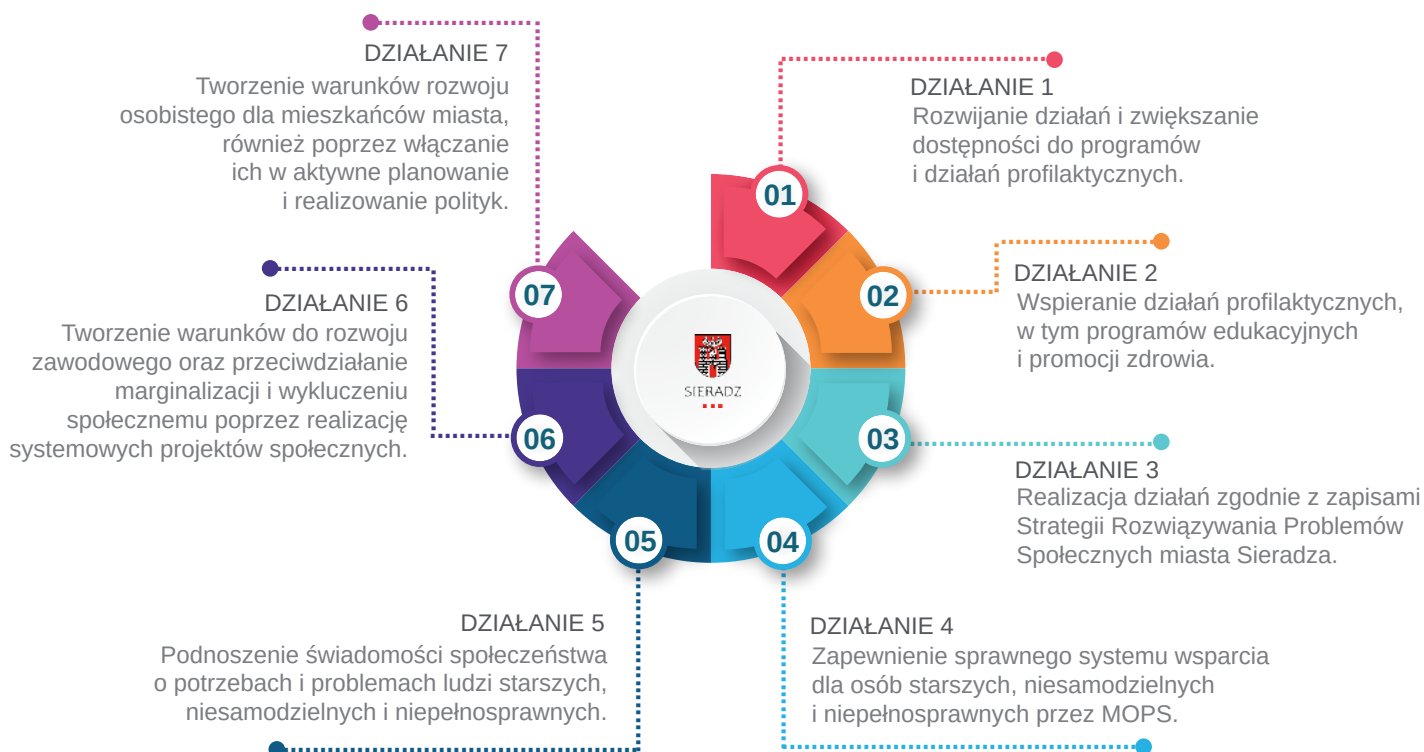 DZIAŁANIE 7
Tworzenie warunków rozwoju
osobistego dla mieszkańców miasta,
również poprzez włączanie
ich w aktywne planowanie
i realizowanie polityk.
DZIAŁANIE 1
Rozwijanie działań i zwiększanie
dostępności do programów
i działań profilaktycznych.
DZIAŁANIE 6
Tworzenie warunków do rozwoju
zawodowego oraz przeciwdziałanie
marginalizacji i wykluczeniu
społecznemu poprzez realizację
systemowych projektów społecznych.
DZIAŁANIE 2
Wspieranie działań profilaktycznych,
w tym programów edukacyjnych
i promocji zdrowia.
01
07
02
SIERADZ
06
03
05
04
DZIAŁANIE 3
Realizacja działań zgodnie z zapisami
Strategii Rozwiązywania Problemów
Społecznych miasta Sieradza.
DZIAŁANIE 5
Podnoszenie świadomości społeczeństwa
o potrzebach i problemach ludzi starszych,
niesamodzielnych i niepełnosprawnych.
DZIAŁANIE 4
Zapewnienie sprawnego systemu wsparcia
dla osób starszych, niesamodzielnych
i niepełnosprawnych przez MOPS.